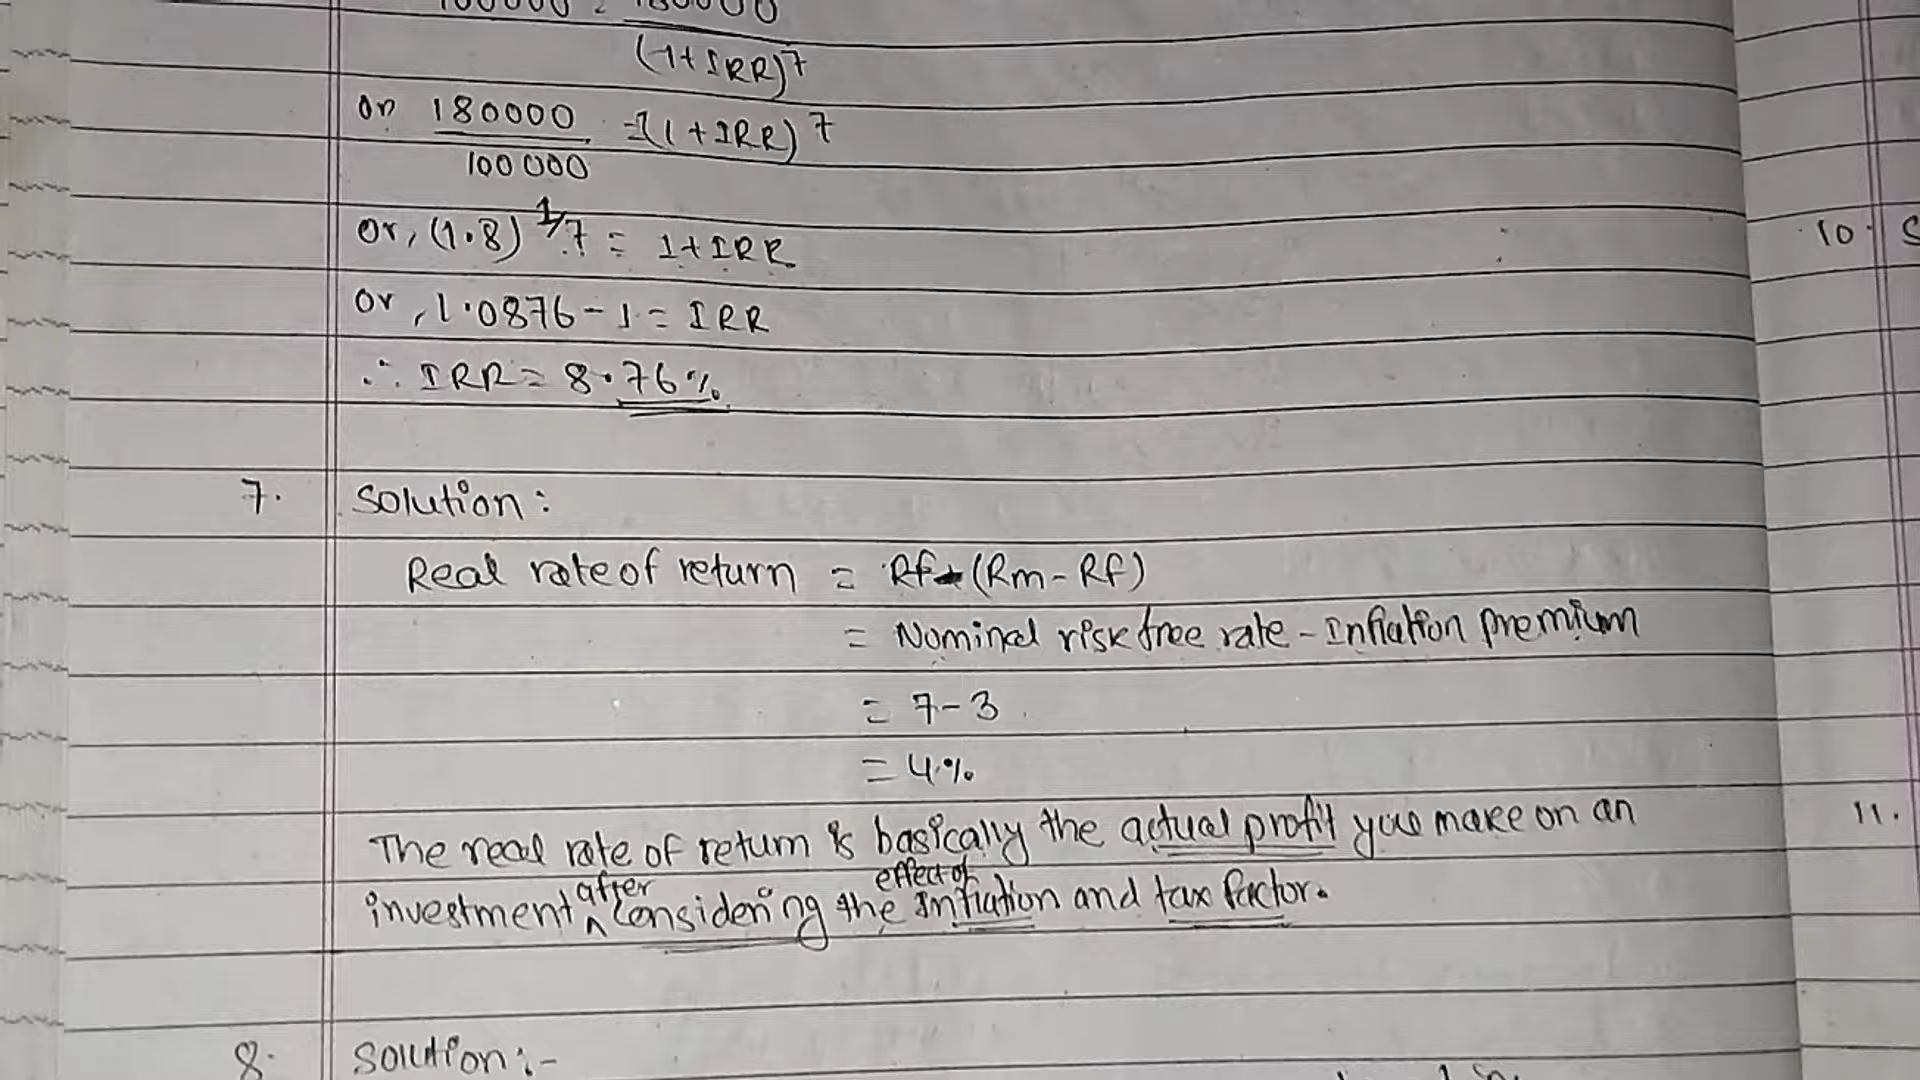 (1+IRR)7
or 180000 = 1(1+IRR)7
100000
or, (1.8) 1/7 = 1+IRR
or, 1.0876-1 = IRR
∴ IRR = 8.76%
10.
7. Solution:
Real rate of return = Rf-(Rm-Rf)
= Nominal risk free rate - Inflation premium
= 7-3
= 4%
11.
The real rate of return is basically the actual profit you make on an
investment after considering the effect of Inflation and tax factor.
8. Solution:-